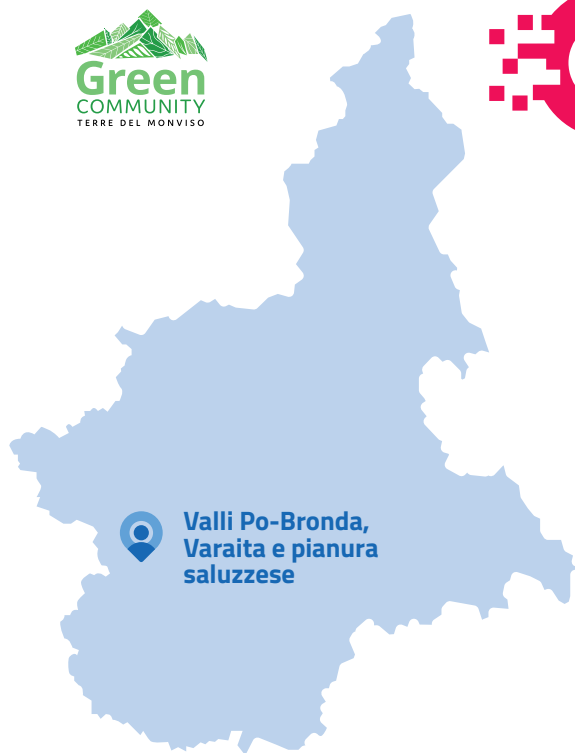 Green
COMMUNITY
TERRE DEL MONVISO
Valli Po-Bronda,
Varaita e pianura
saluzzese